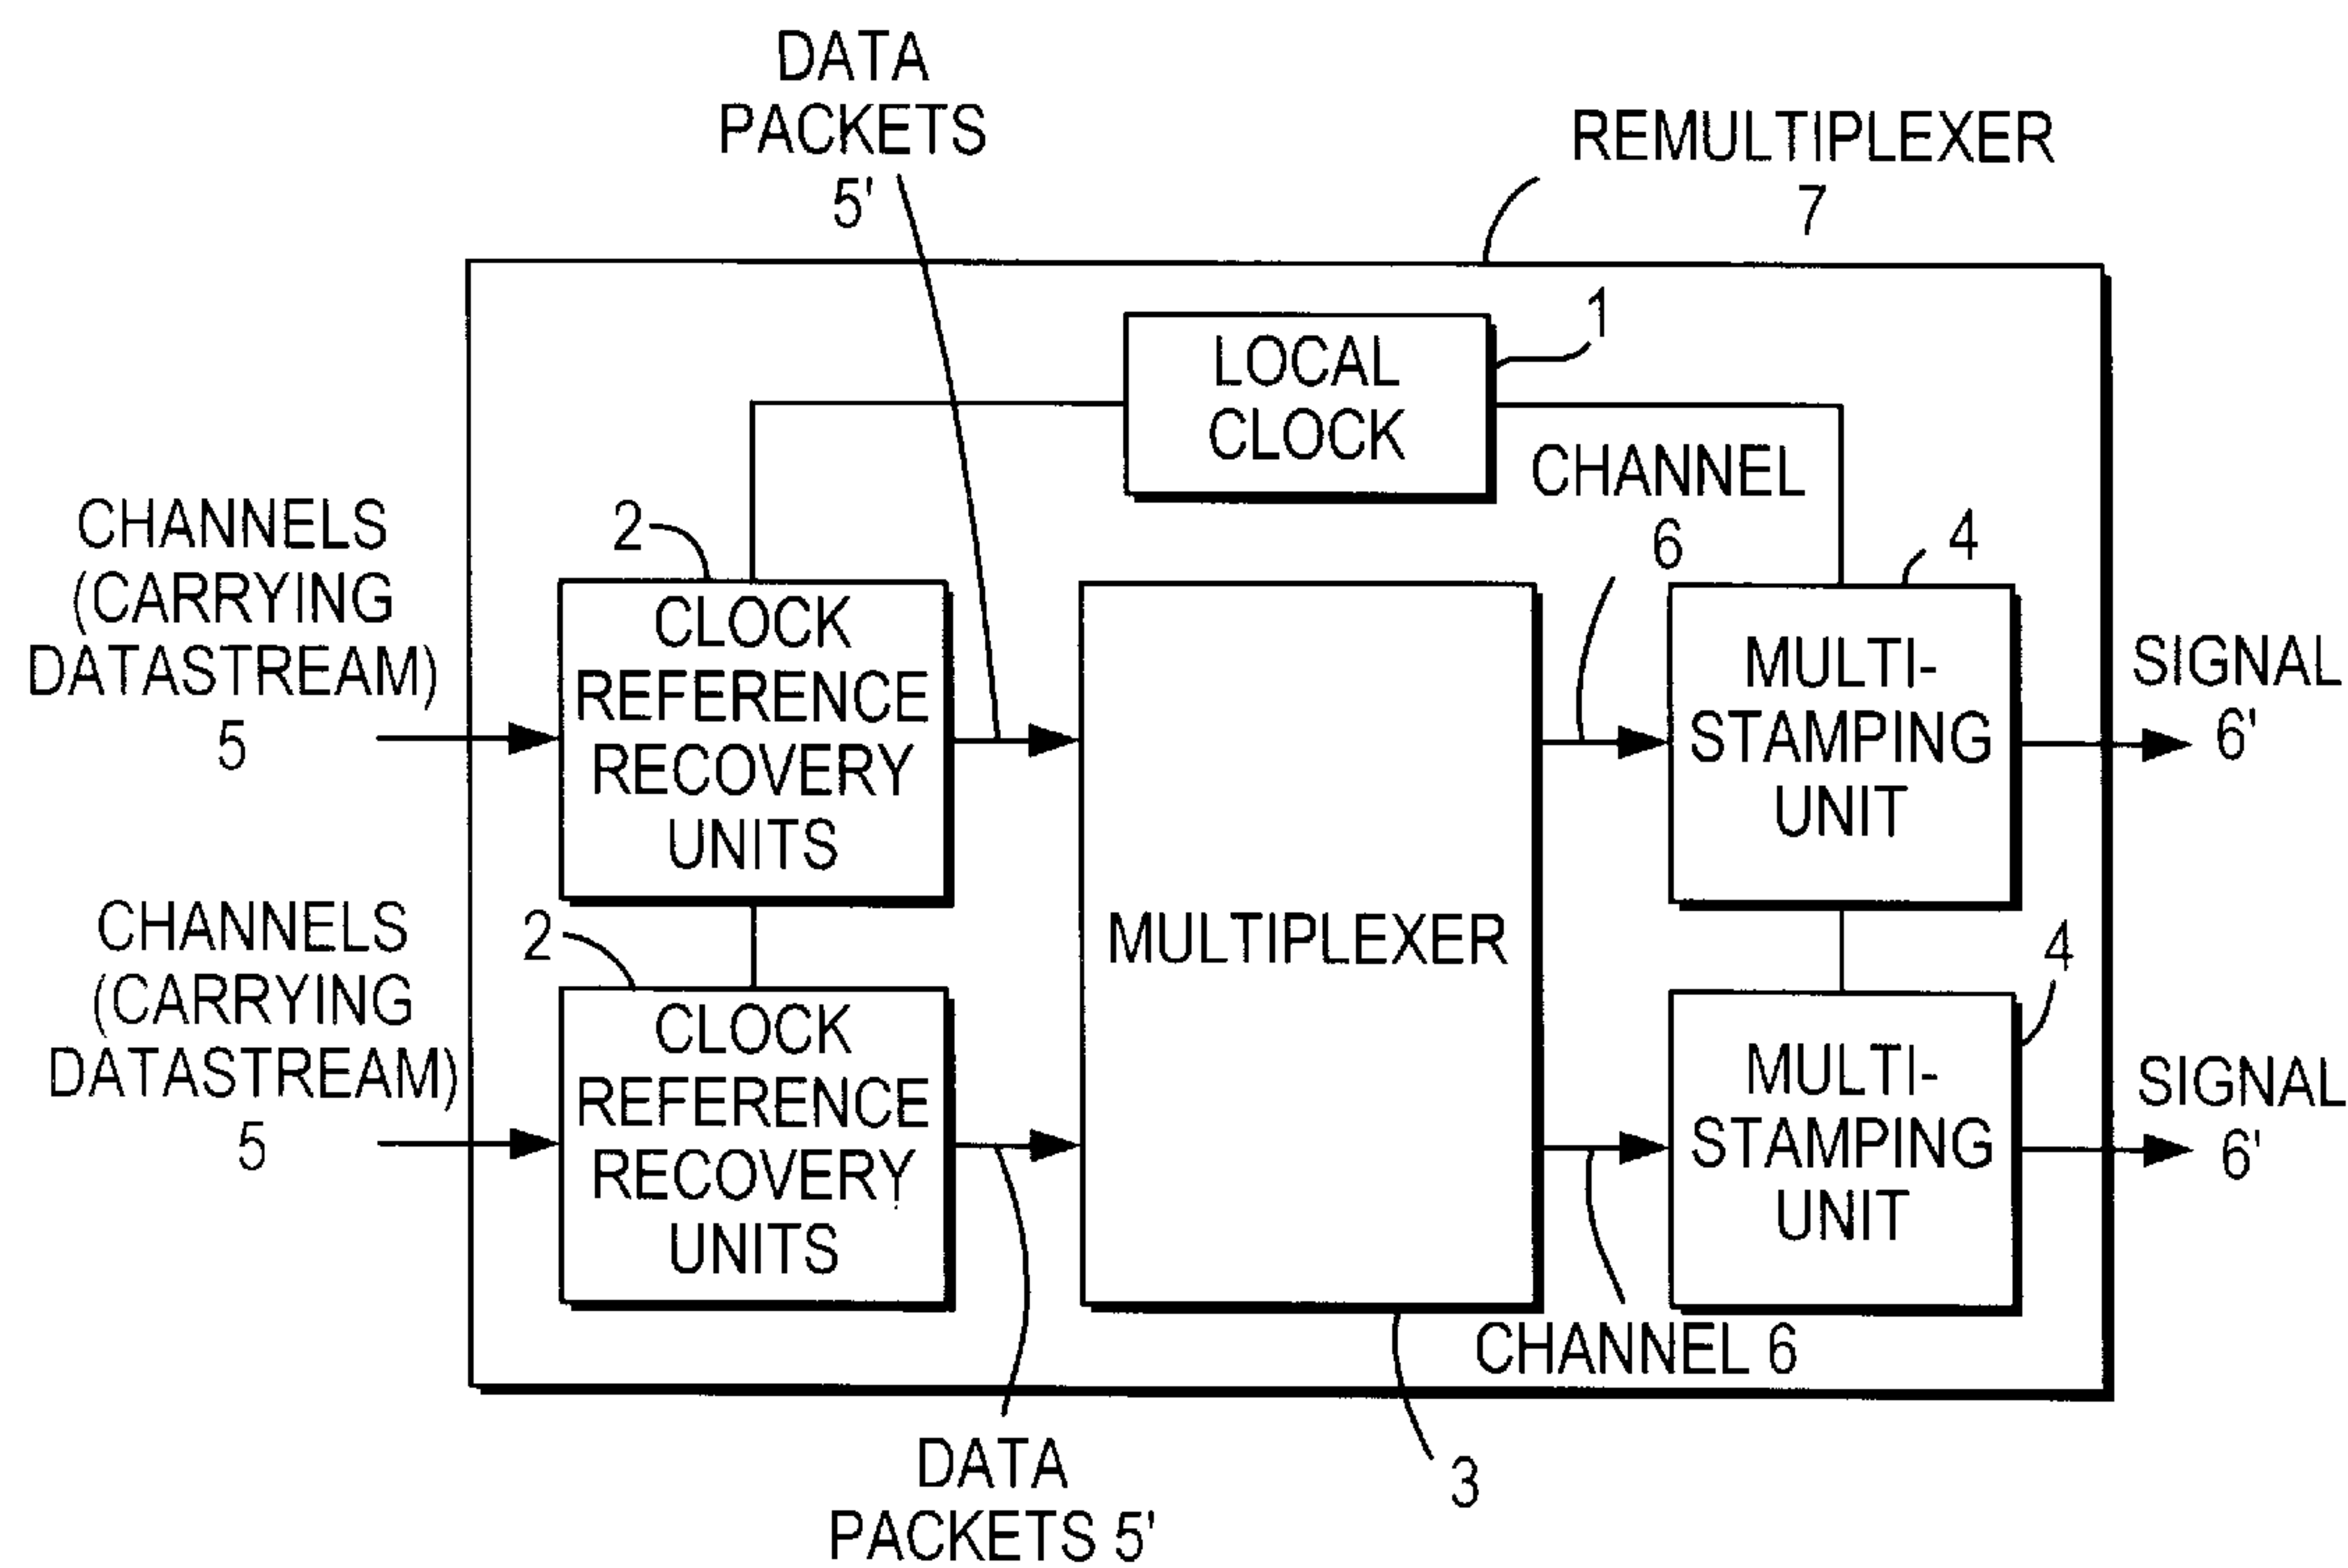 DATA
PACKETS
5'
REMULTIPLEXER
7
1
LOCAL
CLOCK
CHANNEL
6
CHANNELS
(CARRYING
DATASTREAM)
5
2
CLOCK
REFERENCE
RECOVERY
UNITS
4
MULTI-
STAMPING
UNIT
SIGNAL
6'
MULTIPLEXER
CHANNELS
(CARRYING
DATASTREAM)
5
2
CLOCK
REFERENCE
RECOVERY
UNITS
4
MULTI-
STAMPING
UNIT
SIGNAL
6'
CHANNEL 6
DATA
PACKETS 5'
3